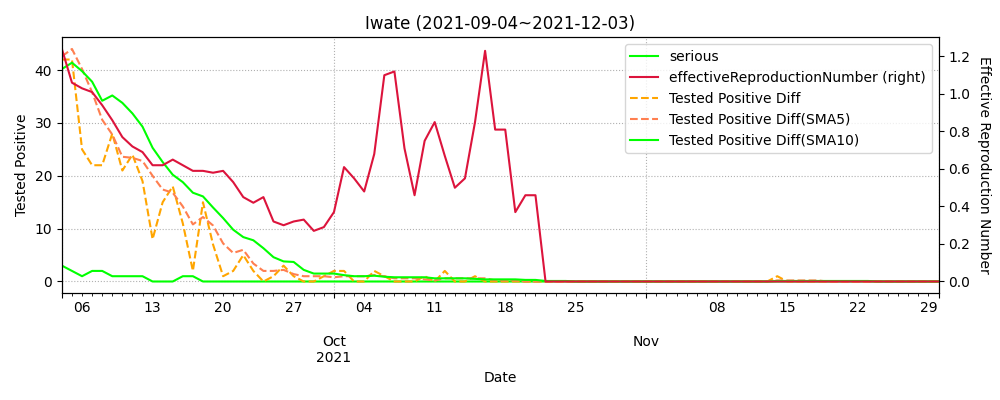 Iwate (2021-09-04~2021-12-03)
serious
effectiveReproductionNumber (right)
Tested Positive Diff
Tested Positive Diff(SMA5)
Tested Positive Diff(SMA10)
Tested Positive
40
30
20
10
0
Effective Reproduction Number
1.2
1.0
0.8
0.6
0.4
0.2
0.0
06 13 20 27 04 11 18 25 08 15 22 29
Oct Nov
2021
Date